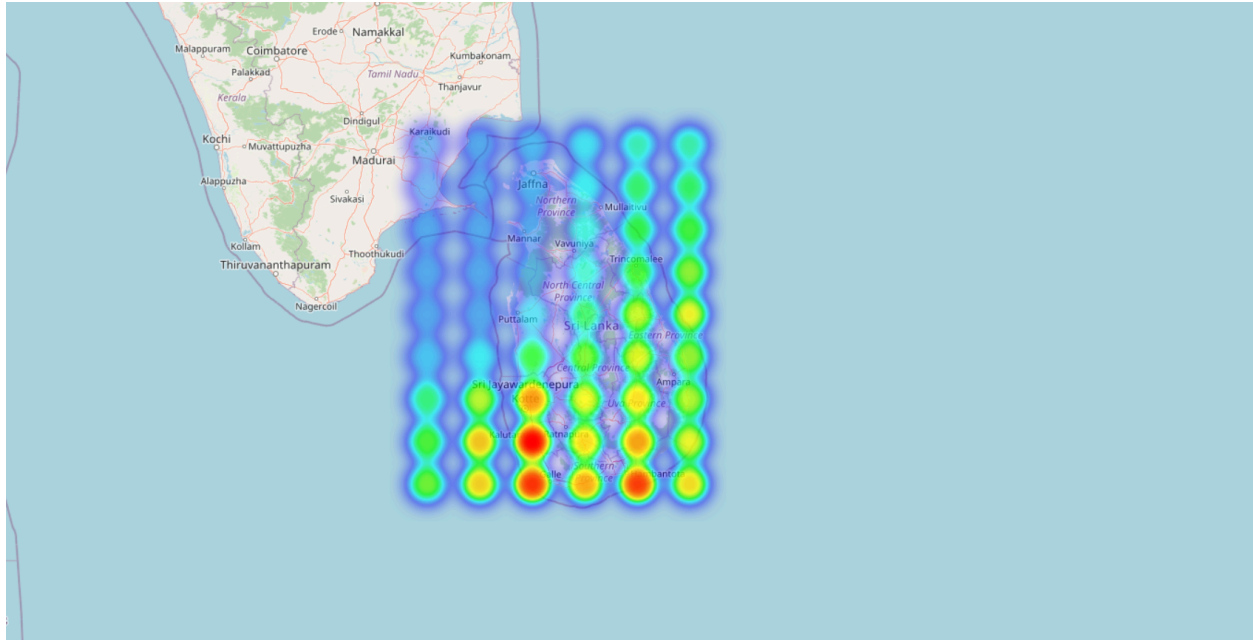 Erode
Namakkal
Malappuram
Coimbatore
Kumbakonam
Palakkad
Tamil Nadu
Thanjavur
Kerala
Dindigul
Karaikudi
Kochi
Muvattupuzha
Madurai
Alappuzha
Jaffna
Sivakasi
Northern
Province
Mullaitivu
Mannar
Vavuniya
Kollam
Thoothukudi
Trincomalee
Thiruvananthapuram
North Central
Province
Nagercoil
Puttalam
Sri Lanka
Eastern Province
Central Province
Sri Jayawardenepura
Kotte
Ampara
Uva Province
Southern